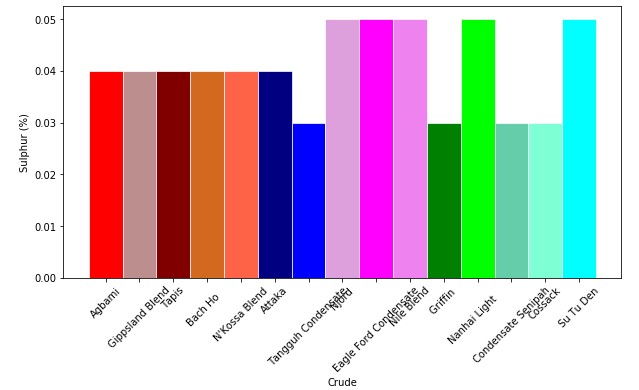 0.05
0.04
0.03
0.02
0.01
0.00
Sulphur (%)
Agbami
Gippsland Blend
Tapis
Bach Ho
N'Kossa Blend
Attaka
Tangguh Condensate
Njord
Eagle Ford Condensate
Nile Blend
Griffin
Nanhai Light
Condensate Senipah
Cossack
Su Tu Den
Crude